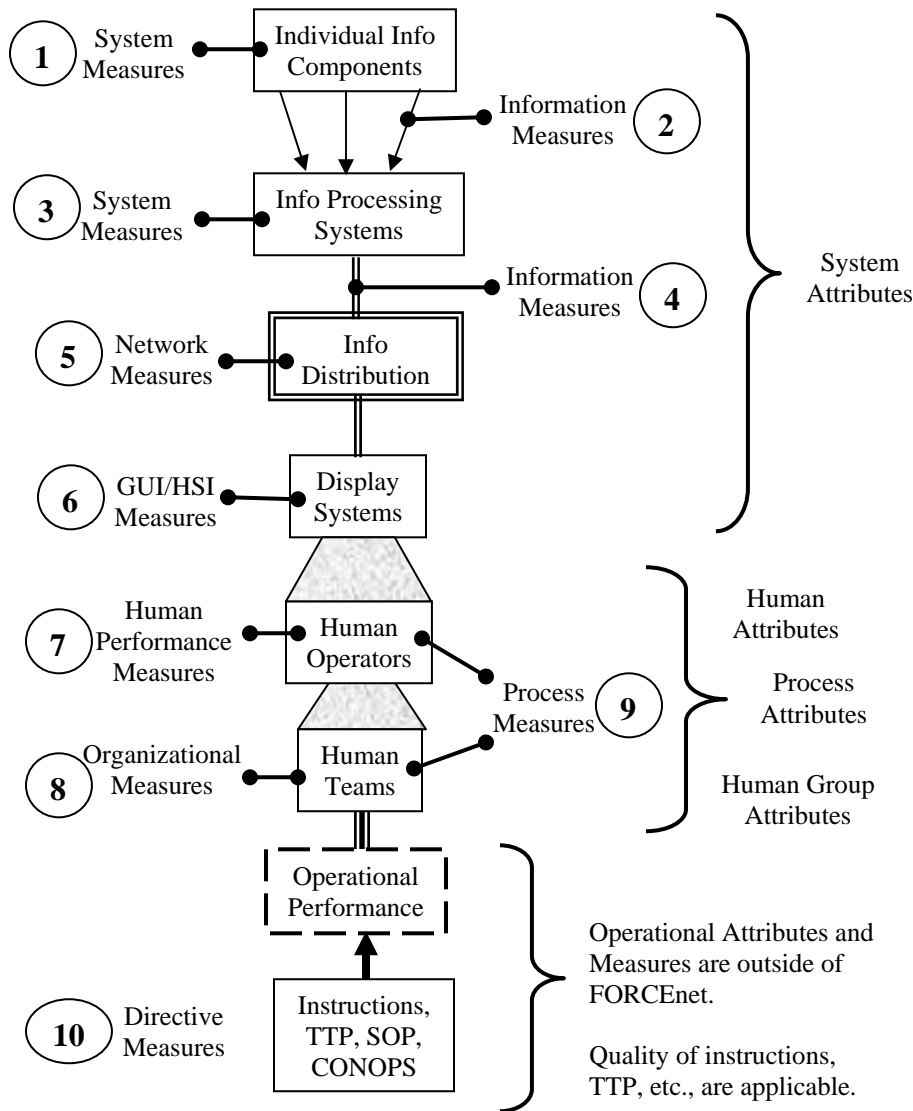 1
System
Measures
Individual Info
Components
Information
Measures
2
3
System
Measures
Info Processing
Systems
Information
Measures
4
System
Attributes
5
Network
Measures
Info
Distribution
6
GUI/HSI
Measures
Display
Systems
7
Human
Performance
Measures
Human
Operators
Process
Measures
9
Human
Attributes
Process
Attributes
Human Group
Attributes
8
Organizational
Measures
Human
Teams
Operational
Performance
Operational Attributes and
Measures are outside of
FORCEnet.
10
Directive
Measures
Instructions,
TTP, SOP,
CONOPS
Quality of instructions,
TTP, etc., are applicable.